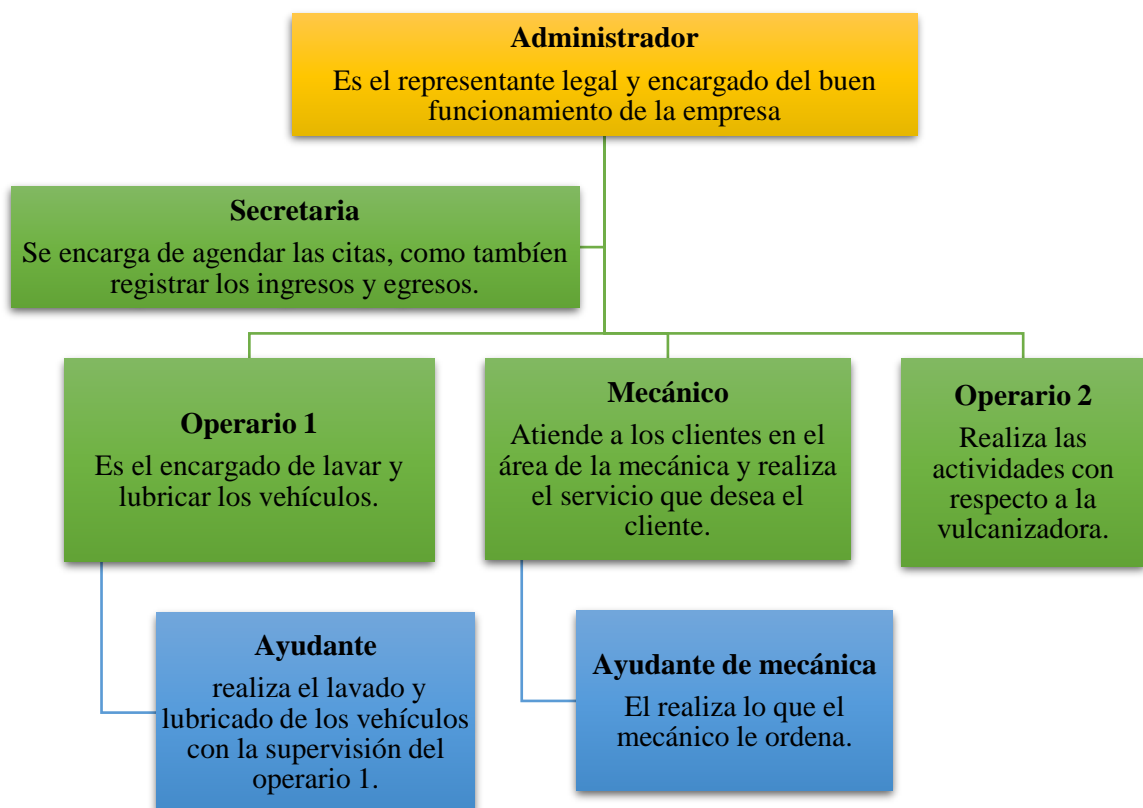 Administrador
Es el representante legal y encargado del buen
funcionamiento de la empresa
Secretaria
Se encarga de agendar las citas, como tambíen
registrar los ingresos y egresos.
Operario 1
Es el encargado de lavar y
lubricar los vehículos.
Mecánico
Atiende a los clientes en el
área de la mecánica y realiza
el servicio que desea el
cliente.
Operario 2
Realiza las
actividades con
respecto a la
vulcanizadora.
Ayudante
realiza el lavado y
lubricado de los vehículos
con la supervisión del
operario 1.
Ayudante de mecánica
El realiza lo que el
mecánico le ordena.